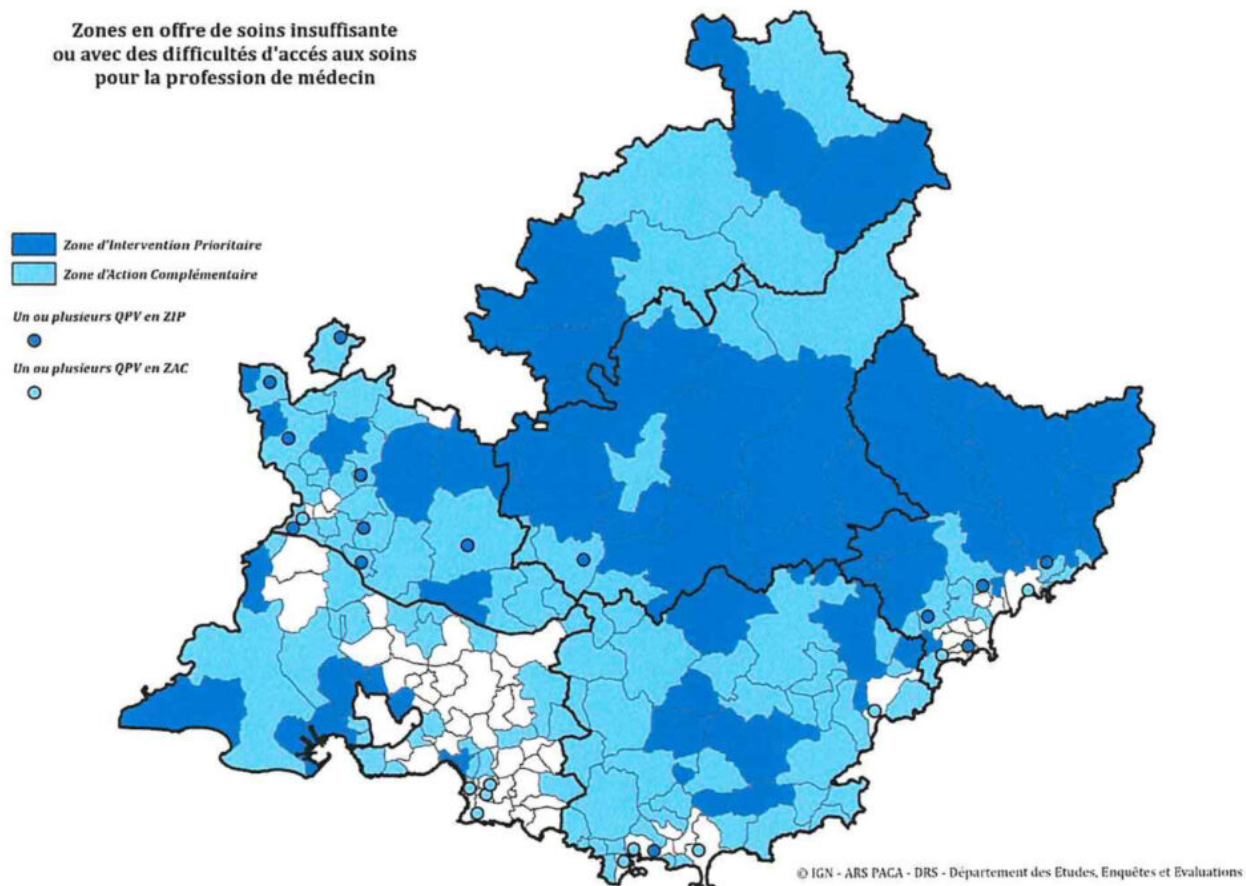 Zones en offre de soins insuffisante
ou avec des difficultés d'accés aux soins
pour la profession de médecin
Zone d'Intervention Prioritaire
Zone d'Action Complémentaire
Un ou plusieurs QPV en ZIP
Un ou plusieurs QPV en ZAC
© IGN - ARS PACA - DRS - Département des Etudes, Enquêtes et Evaluations